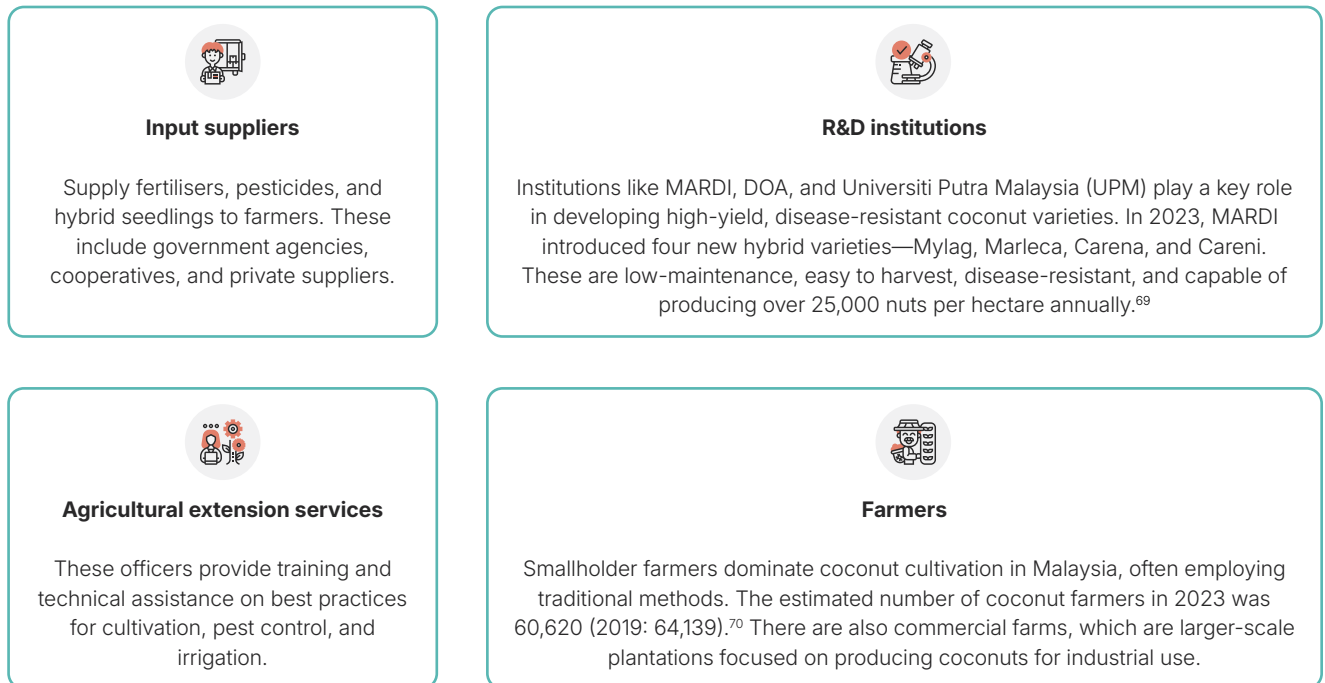 Input suppliers
Supply fertilisers, pesticides, and
hybrid seedlings to farmers. These
include government agencies,
cooperatives, and private suppliers.
R&D institutions
Institutions like MARDI, DOA, and Universiti Putra Malaysia (UPM) play a key role
in developing high-yield, disease-resistant coconut varieties. In 2023, MARDI
introduced four new hybrid varieties—Mylag, Marleca, Carena, and Careni.
These are low-maintenance, easy to harvest, disease-resistant, and capable of
producing over 25,000 nuts per hectare annually.⁶⁹
Agricultural extension services
These officers provide training and
technical assistance on best practices
for cultivation, pest control, and
irrigation.
Farmers
Smallholder farmers dominate coconut cultivation in Malaysia, often employing
traditional methods. The estimated number of coconut farmers in 2023 was
60,620 (2019: 64,139).⁷⁰ There are also commercial farms, which are larger-scale
plantations focused on producing coconuts for industrial use.